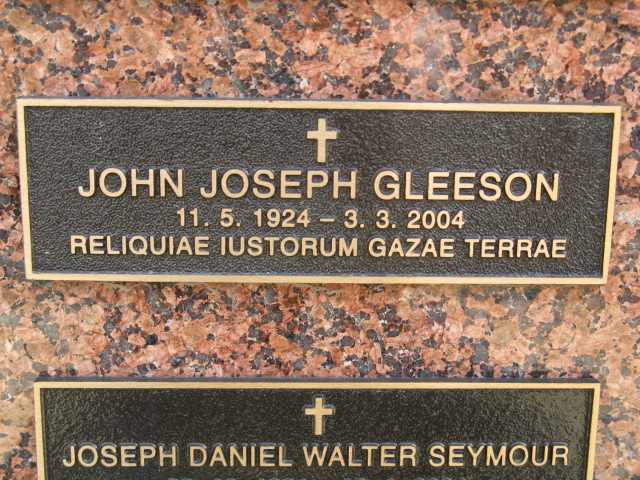 JOHN JOSEPH GLEESON
11. 5. 1924 – 3. 3. 2004
RELIQUIAE IUSTORUM GAZAE TERRAE
JOSEPH DANIEL WALTER SEYMOUR